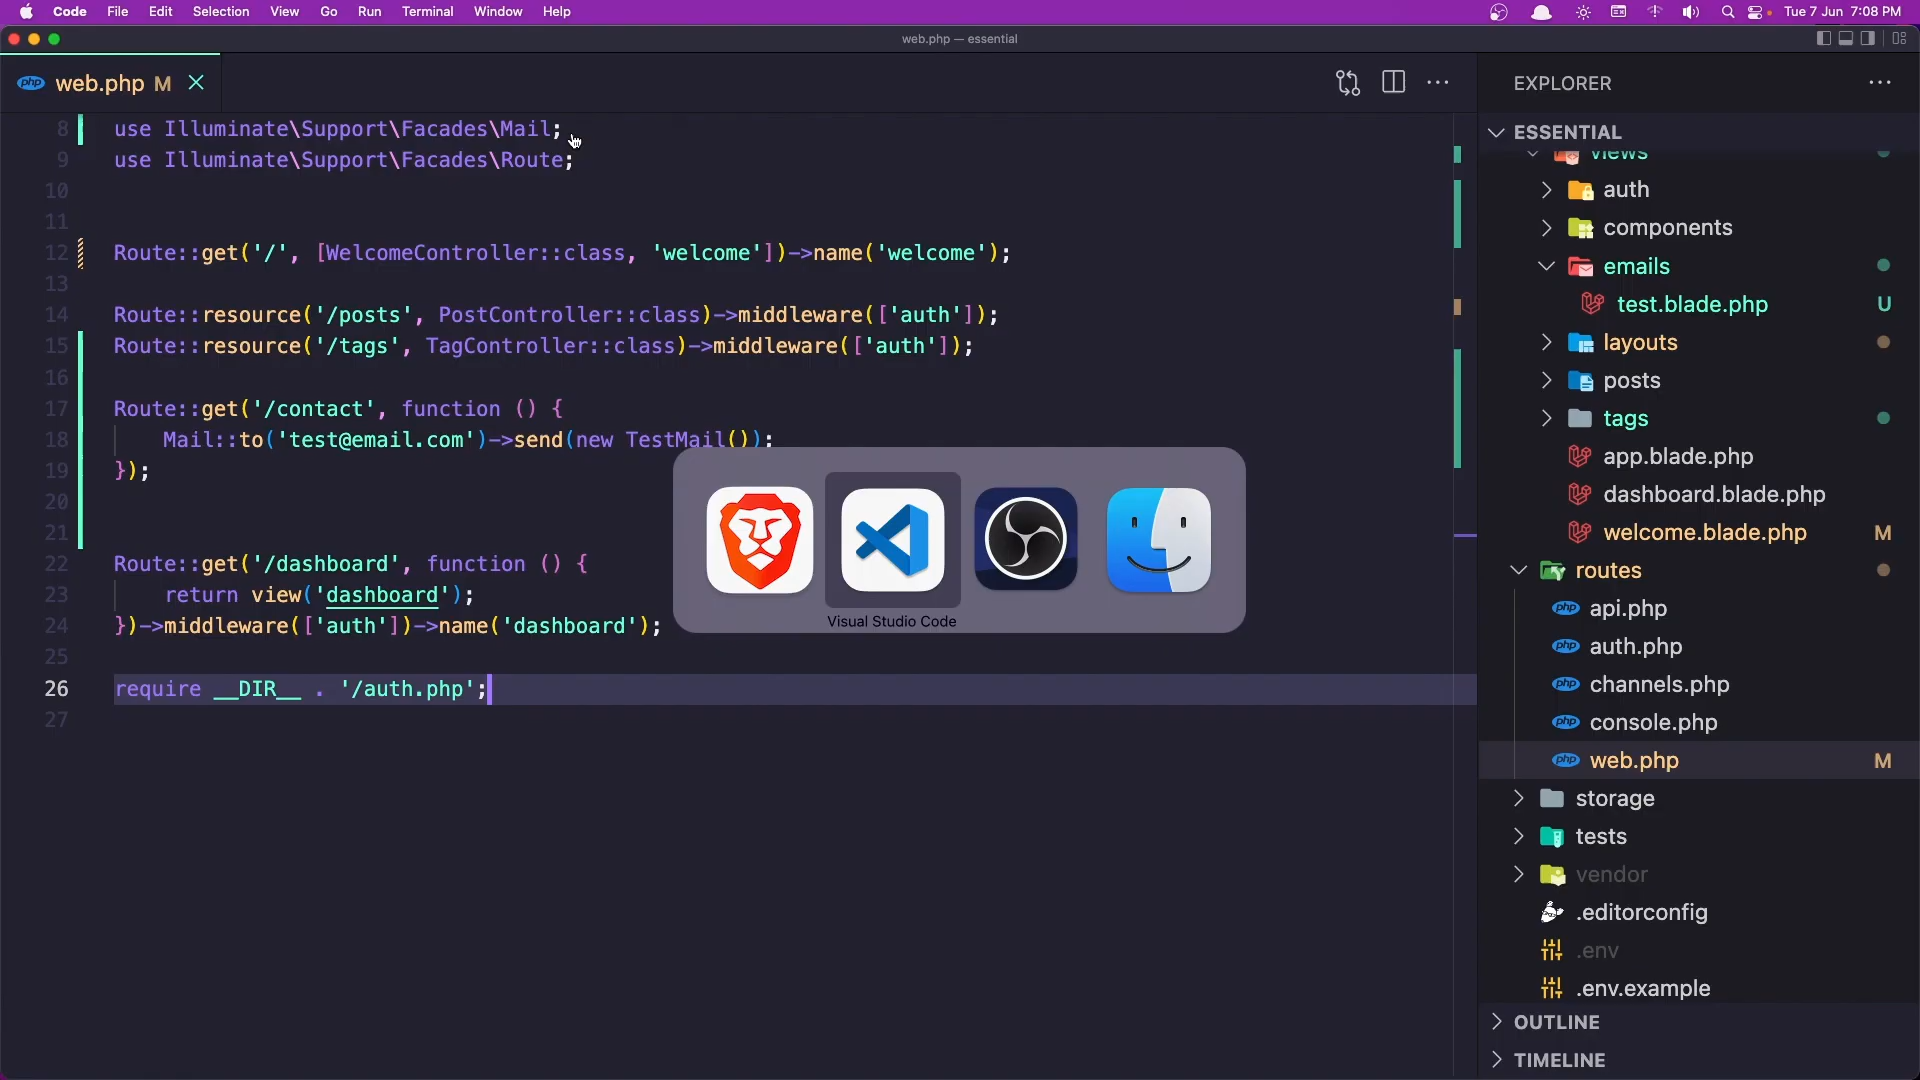 Code File Edit Selection View Go Run Terminal Window Help Tue 7 Jun 7:08 PM
web.php — essential
php web.php M
8 use Illuminate\Support\Facades\Mail;
9 use Illuminate\Support\Facades\Route;
10
11
12 Route::get('/', [WelcomeController::class, 'welcome'])->name('welcome');
13
14 Route::resource('/posts', PostController::class)->middleware(['auth']);
15 Route::resource('/tags', TagController::class)->middleware(['auth']);
16
17 Route::get('/contact', function () {
18 Mail::to('test@email.com')->send(new TestMail());
19 });
20
21
22 Route::get('/dashboard', function () {
23 return view('dashboard');
24 })->middleware(['auth'])->name('dashboard');
25
26 require __DIR__ . '/auth.php';
27
Visual Studio Code
EXPLORER
ESSENTIAL
views
auth
components
emails
test.blade.php U
layouts
posts
tags
app.blade.php
dashboard.blade.php
welcome.blade.php M
routes
php api.php
php auth.php
php channels.php
php console.php
php web.php M
storage
tests
vendor
.editorconfig
.env
.env.example
OUTLINE
TIMELINE